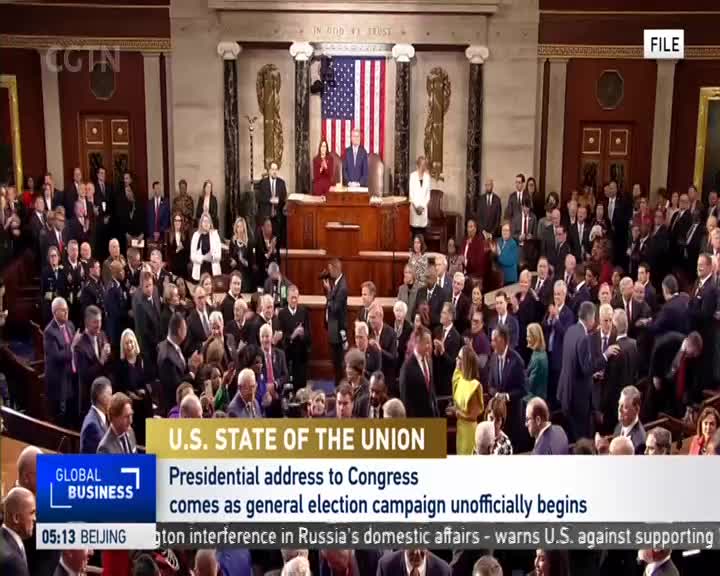 IN GOD WE TRUST
CGTN
FILE
U.S. STATE OF THE UNION
GLOBAL BUSINESS
Presidential address to Congress
comes as general election campaign unofficially begins
05:13 BEIJING
gton interference in Russia's domestic affairs - warns U.S. against supporting